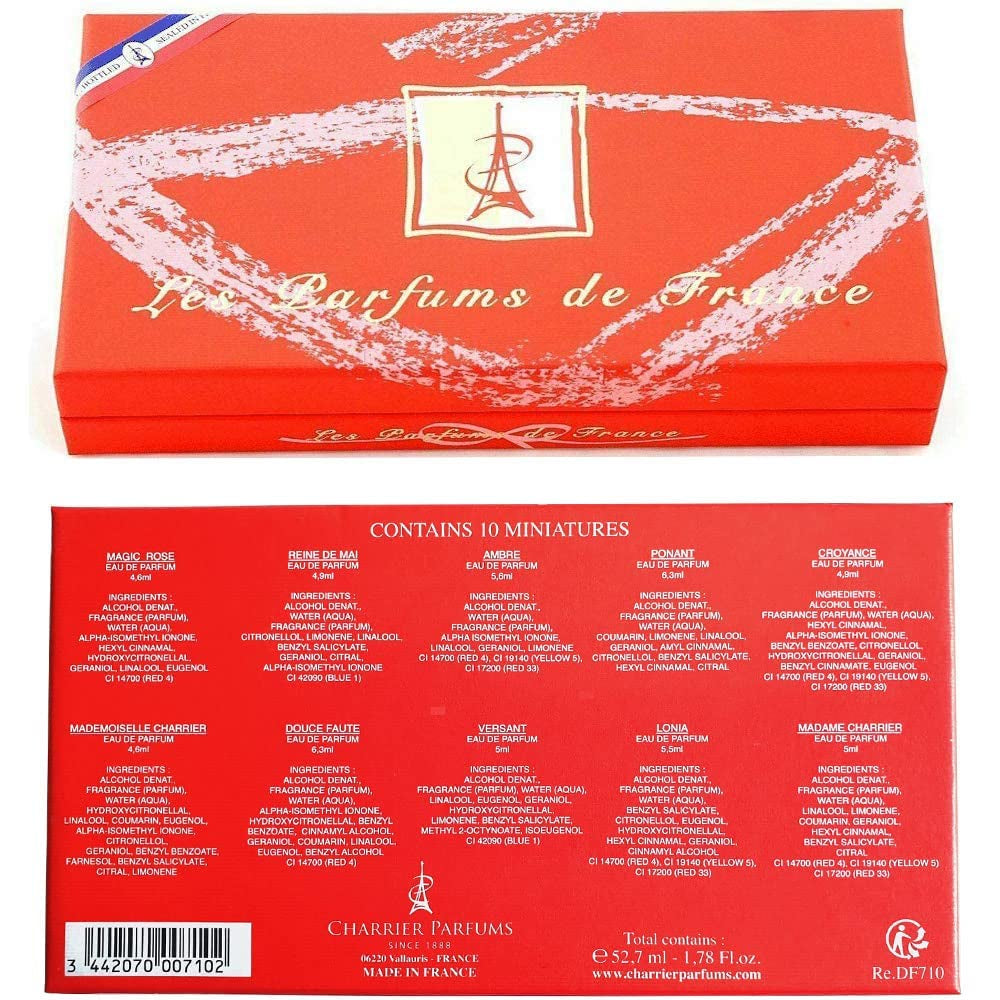 BOTTLED SEALED IN
Les Parfums de France
Les Parfums de France
CONTAINS 10 MINIATURES
MAGIC ROSE
EAU DE PARFUM
4,6ml
INGREDIENTS :
ALCOHOL DENAT.,
FRAGRANCE (PARFUM),
WATER (AQUA),
ALPHA-ISOMETHYL IONONE,
HEXYL CINNAMAL,
HYDROXYCITRONELLAL,
GERANIOL, LINALOOL, EUGENOL
CI 14700 (RED 4)
REINE DE MAI
EAU DE PARFUM
4,9ml
INGREDIENTS :
ALCOHOL DENAT.,
WATER (AQUA),
FRAGRANCE (PARFUM),
CITRONELLOL, LIMONENE, LINALOOL,
BENZYL SALICYLATE,
GERANIOL, CITRAL,
ALPHA-ISOMETHYL IONONE
CI 42090 (BLUE 1)
AMBRE
EAU DE PARFUM
5,6ml
INGREDIENTS :
ALCOHOL DENAT.,
WATER (AQUA),
FRAGRANCE (PARFUM),
LINALOOL, GERANIOL, LIMONENE
CI 14700 (RED 4), CI 19140 (YELLOW 5),
CI 17200 (RED 33)
PONANT
EAU DE PARFUM
6,3ml
INGREDIENTS :
ALCOHOL DENAT.,
FRAGRANCE (PARFUM),
WATER (AQUA),
COUMARIN, LIMONENE, LINALOOL,
GERANIOL, AMYL CINNAMAL,
CITRONELLOL, BENZYL SALICYLATE,
HEXYL CINNAMAL, CITRAL
CROYANCE
EAU DE PARFUM
4,9ml
INGREDIENTS :
ALCOHOL DENAT.,
FRAGRANCE (PARFUM), WATER (AQUA),
HEXYL CINNAMAL,
ALPHA-ISOMETHYL IONONE,
BENZYL BENZOATE, CITRONELLOL,
HYDROXYCITRONELLAL, GERANIOL,
BENZYL CINNAMATE, EUGENOL
CI 14700 (RED 4), CI 19140 (YELLOW 5),
CI 17200 (RED 33)
MADEMOISELLE CHARRIER
EAU DE PARFUM
4,6ml
INGREDIENTS :
ALCOHOL DENAT.,
FRAGRANCE (PARFUM),
WATER (AQUA),
HYDROXYCITRONELLAL,
LINALOOL, COUMARIN, EUGENOL,
ALPHA-ISOMETHYL IONONE,
CITRONELLOL,
GERANIOL, BENZYL BENZOATE,
FARNESOL, BENZYL SALICYLATE,
CITRAL, LIMONENE
DOUCE FAUTE
EAU DE PARFUM
6,3ml
INGREDIENTS :
ALCOHOL DENAT.,
FRAGRANCE (PARFUM),
WATER (AQUA),
ALPHA-ISOMETHYL IONONE,
HYDROXYCITRONELLAL, BENZYL
BENZOATE, CINNAMYL ALCOHOL,
GERANIOL, COUMARIN, LINALOOL,
EUGENOL, BENZYL ALCOHOL
CI 14700 (RED 4)
VERSANT
EAU DE PARFUM
5ml
INGREDIENTS :
ALCOHOL DENAT.,
FRAGRANCE (PARFUM), WATER (AQUA),
LINALOOL, EUGENOL, GERANIOL,
HYDROXYCITRONELLAL,
LIMONENE, BENZYL SALICYLATE,
METHYL 2-OCTYNOATE, ISOEUGENOL
CI 42090 (BLUE 1)
LONIA
EAU DE PARFUM
5,5ml
INGREDIENTS :
ALCOHOL DENAT.,
FRAGRANCE (PARFUM),
WATER (AQUA),
BENZYL SALICYLATE,
CITRONELLOL, EUGENOL,
HYDROXYCITRONELLAL,
HEXYL CINNAMAL, GERANIOL,
CINNAMYL ALCOHOL
CI 14700 (RED 4), CI 19140 (YELLOW 5),
CI 17200 (RED 33)
MADAME CHARRIER
EAU DE PARFUM
5ml
INGREDIENTS :
ALCOHOL DENAT.,
FRAGRANCE (PARFUM),
WATER (AQUA),
LINALOOL, LIMONENE,
COUMARIN, GERANIOL,
HEXYL CINNAMAL,
BENZYL SALICYLATE,
CITRAL
CI 14700 (RED 4), CI 19140 (YELLOW 5)
CI 17200 (RED 33)
3 442070 007102
CHARRIER PARFUMS
SINCE 1888
06220 Vallauris - FRANCE
MADE IN FRANCE
Total contains :
℮ 52,7 ml - 1,78 Fl.oz.
www.charrierparfums.com
Re.DF710